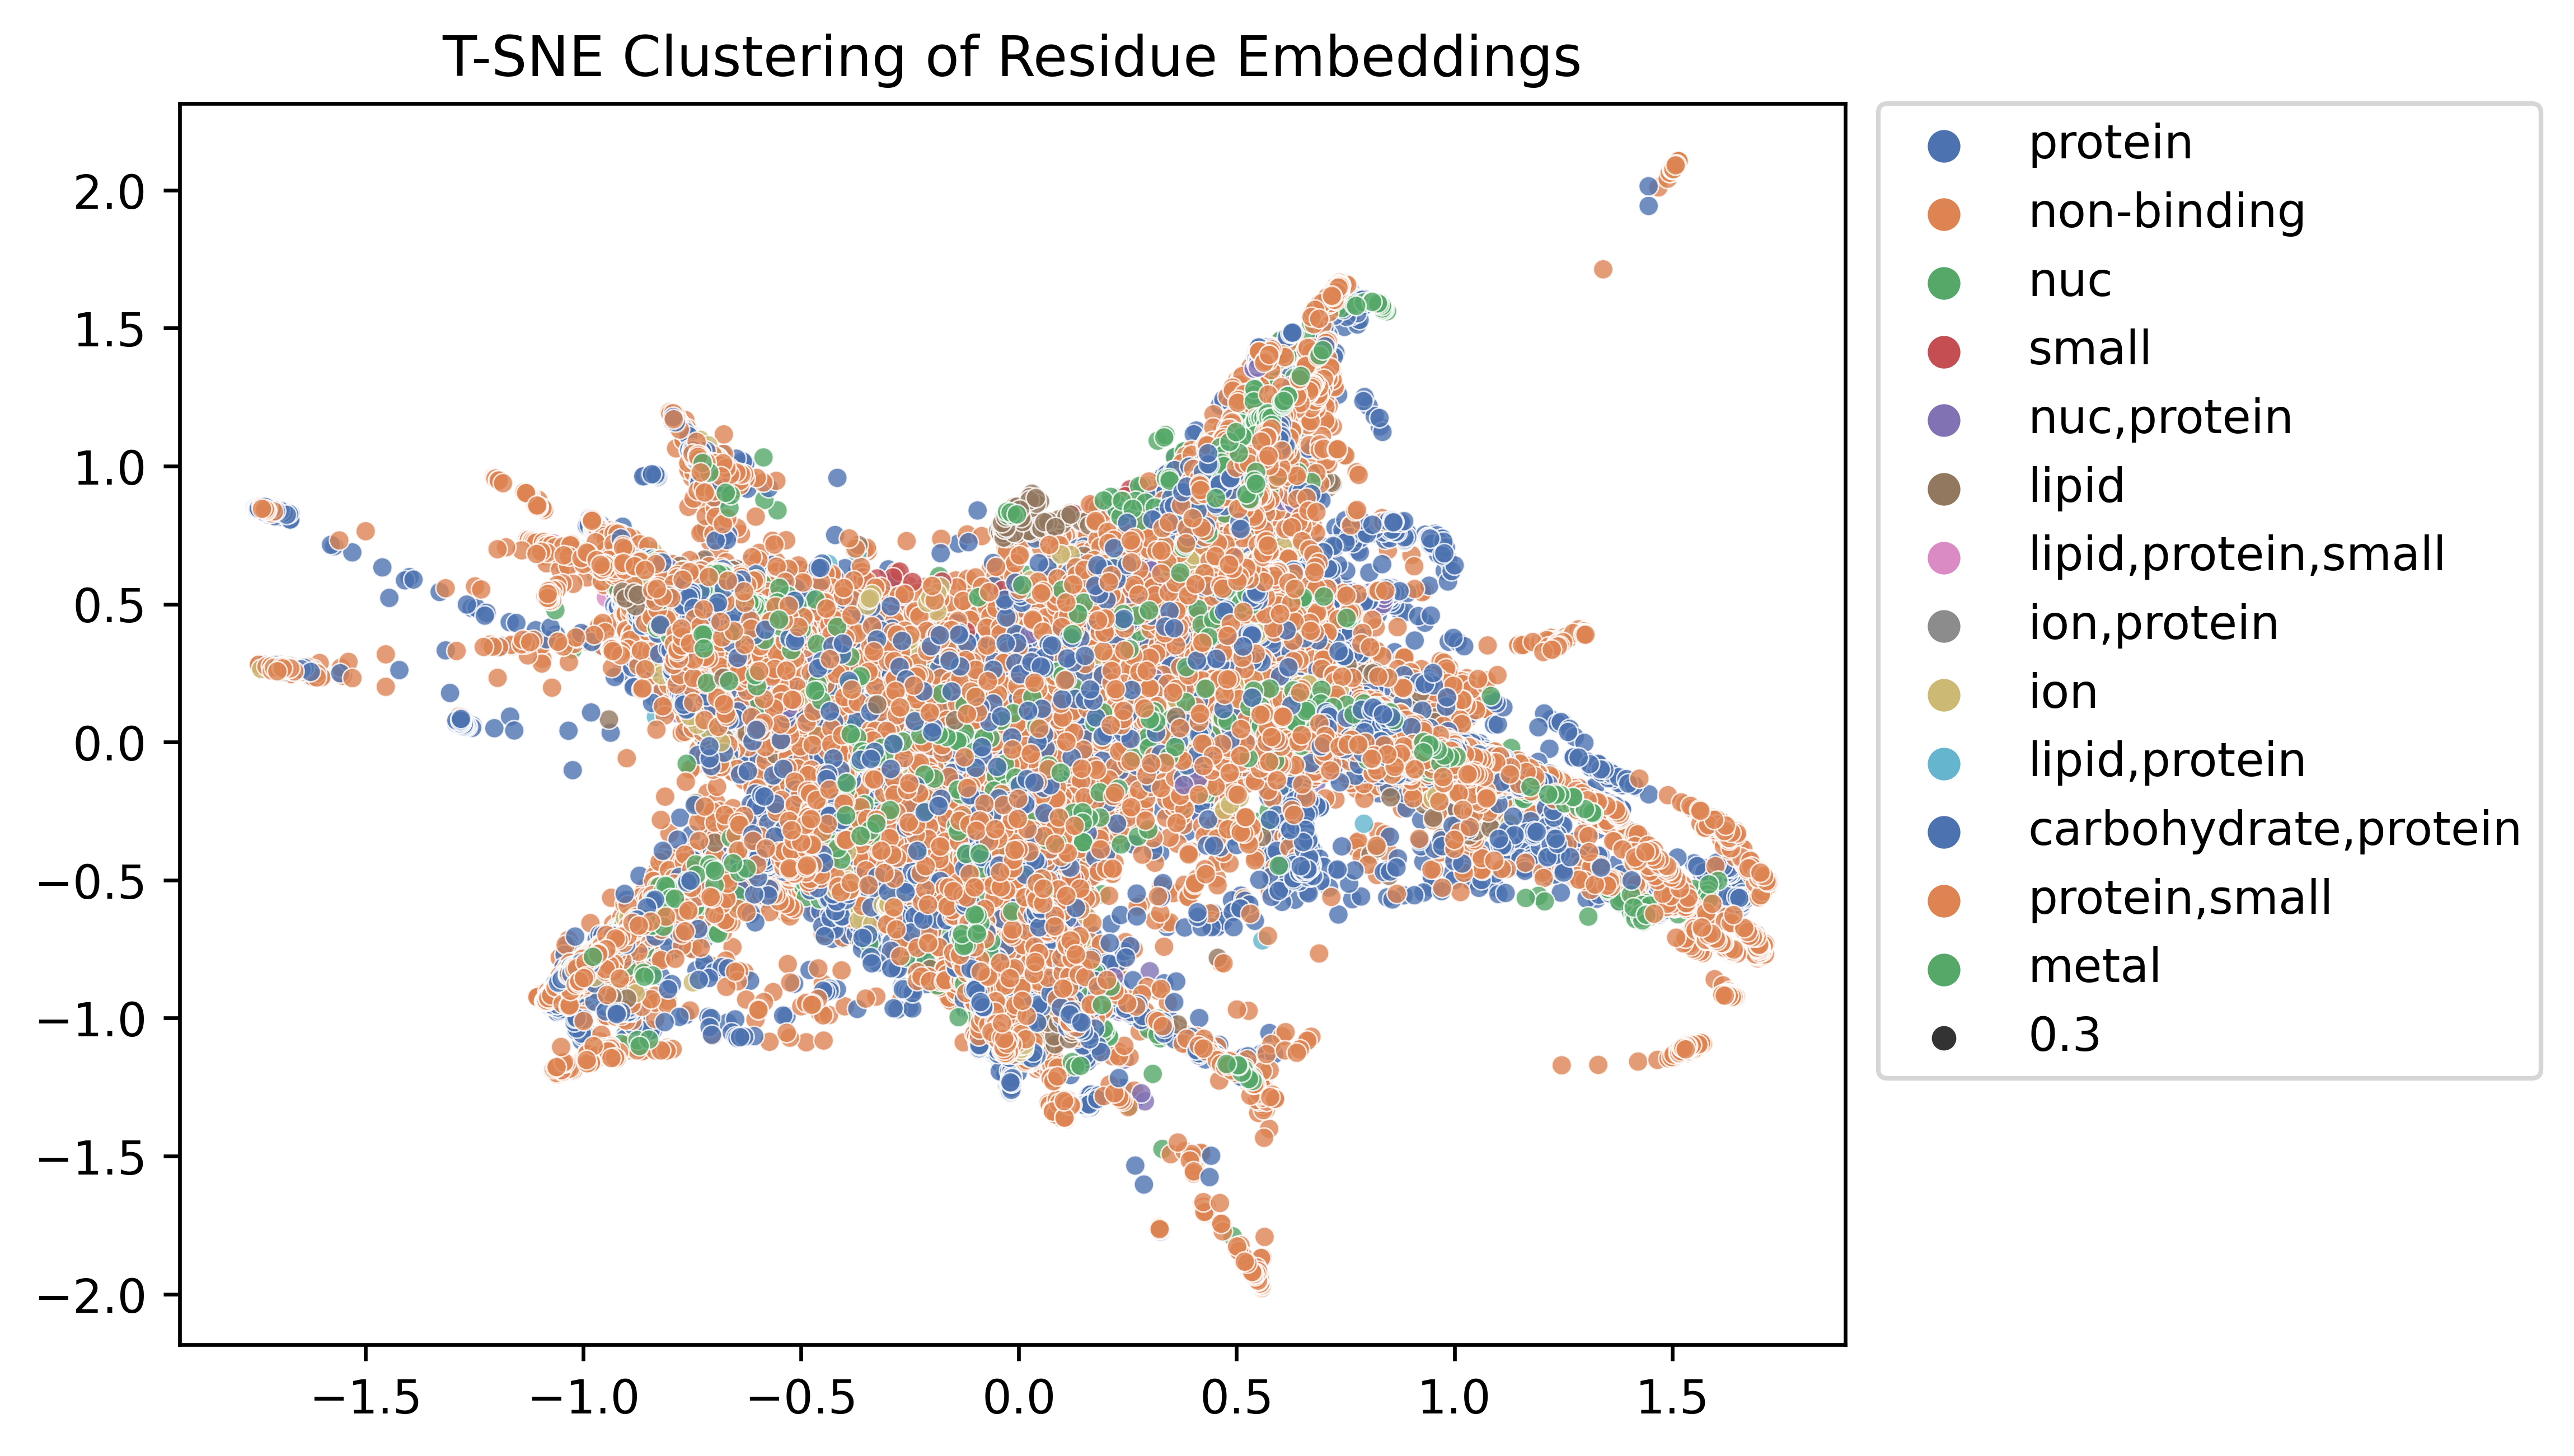 T-SNE Clustering of Residue Embeddings
2.0
1.5
1.0
0.5
0.0
−0.5
−1.0
−1.5
−2.0
−1.5 −1.0 −0.5 0.0 0.5 1.0 1.5
protein
non-binding
nuc
small
nuc,protein
lipid
lipid,protein,small
ion,protein
ion
lipid,protein
carbohydrate,protein
protein,small
metal
0.3